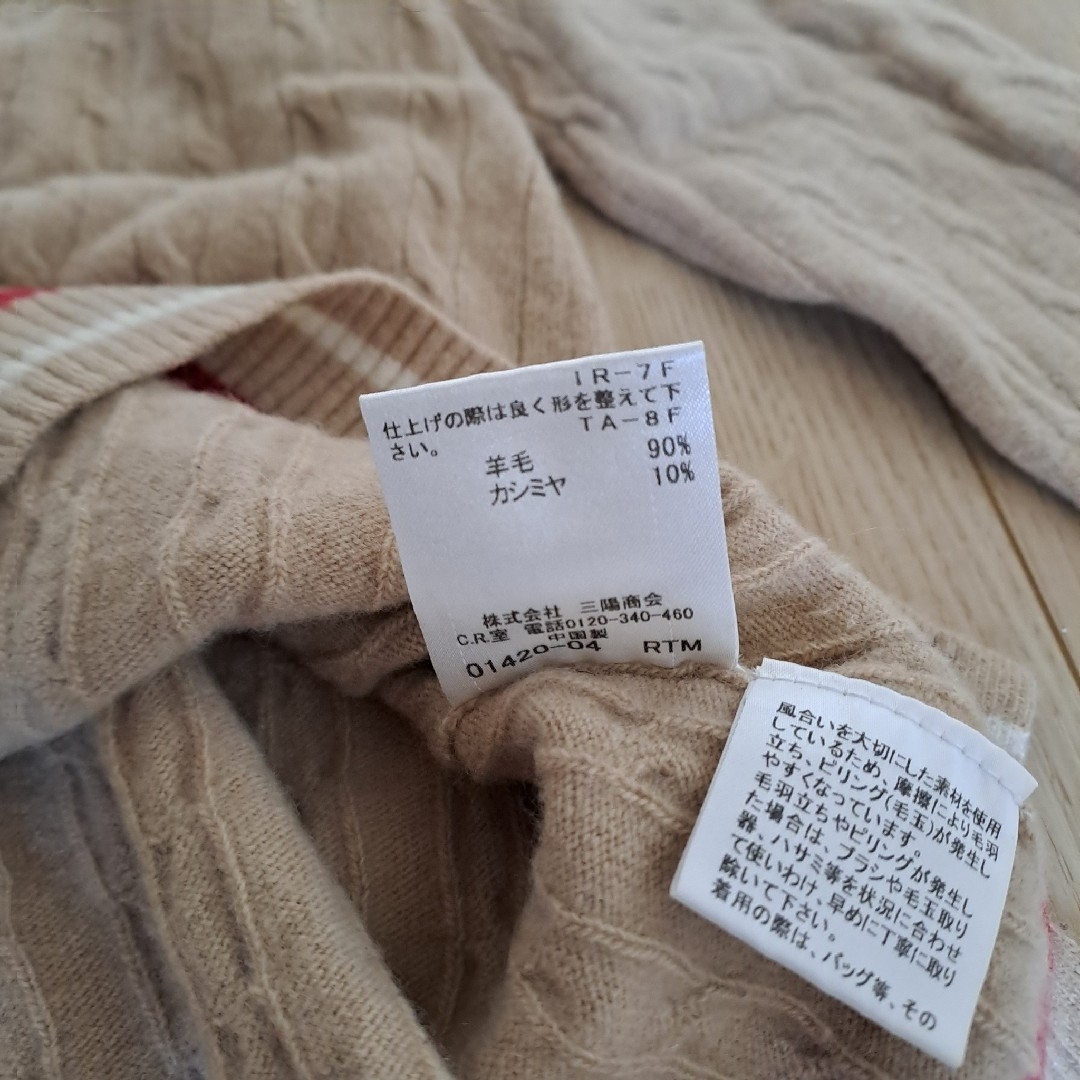 IR-7F
仕上げの際は良く形を整えて下
TA-8F
さい。
羊毛 90%
カシミヤ 10%
株式会社 三陽商会
C.R.室 電話0120-340-460
中国製
01420-04 RTM
風合いを大切にした素材を使用
しているため、摩擦により毛羽
立ち、ピリング(毛玉)が発生し
やすくなっています。
毛羽立ちやピリングが発生し
た場合は、ブラシや毛玉取り
器、ハサミ等を状況に合わせ
て使いわけ、早めに丁寧に取り
除いて下さい。
着用の際は、バッグ等、その